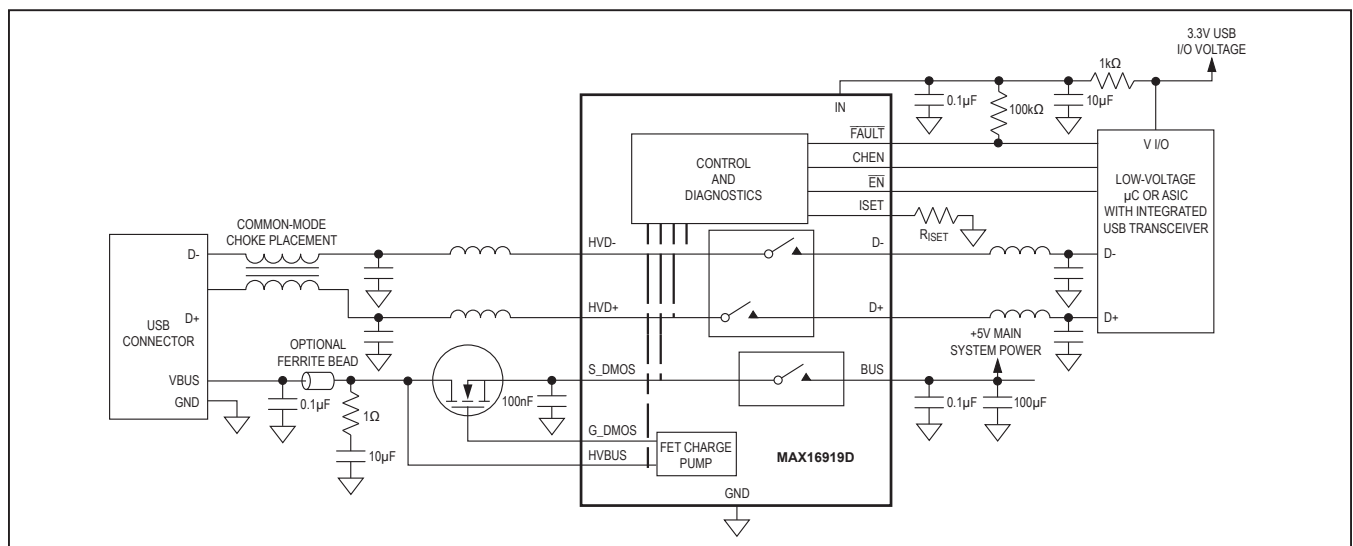 3.3V USB
I/O VOLTAGE
1kΩ
IN
0.1µF
100kΩ
10µF
FAULT
CHEN
EN
ISET
RISET
V I/O
LOW-VOLTAGE
µC OR ASIC
WITH INTEGRATED
USB TRANSCEIVER
D-
D+
CONTROL
AND
DIAGNOSTICS
COMMON-MODE
CHOKE PLACEMENT
D-
D+
USB
CONNECTOR
VBUS
GND
OPTIONAL
FERRITE BEAD
0.1µF
1Ω
10µF
HVD-
HVD+
S_DMOS
100nF
G_DMOS
HVBUS
FET CHARGE
PUMP
D-
D+
BUS
+5V MAIN
SYSTEM POWER
0.1µF
100µF
MAX16919D
GND